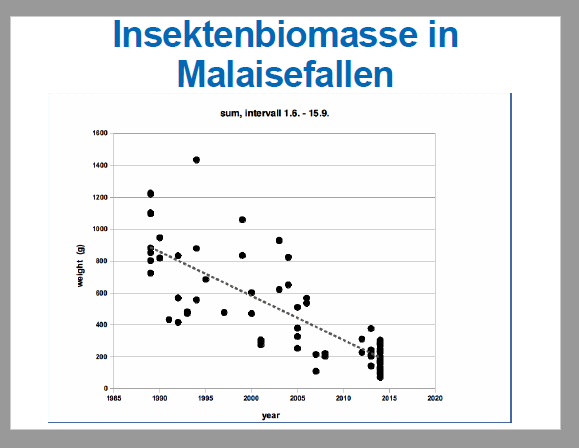 Insektenbiomasse in
Malaisefallen
sum, intervall 1.6. - 15.9.
1600
1400
1200
1000
800
600
400
200
0
weight (g)
1985 1990 1995 2000 2005 2010 2015 2020
year